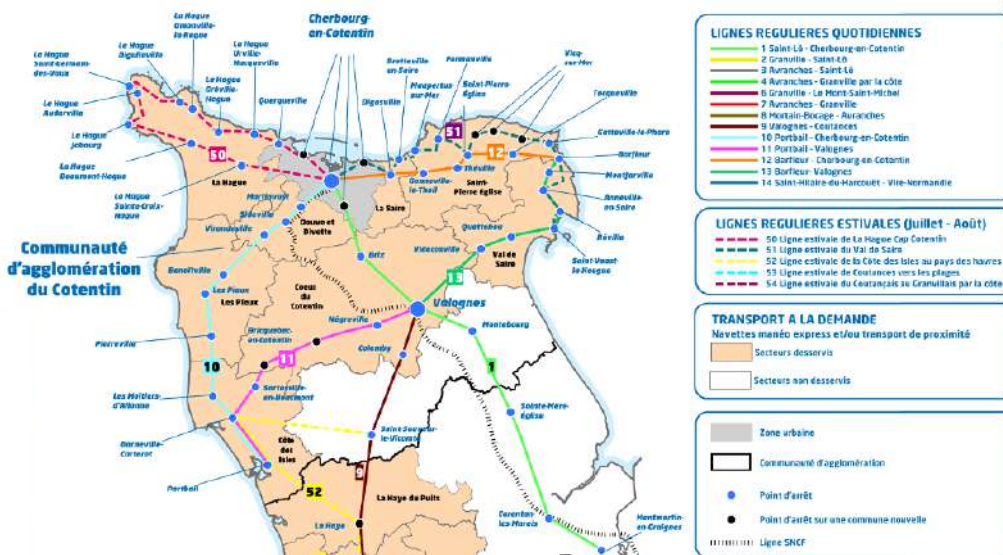 La Hague
Omonville-
la-Rogue
La Hague
Digulleville
La Hague
Saint-Germain-
des-Vaux
La Hague
Auderville
La Hague
Jobourg
La Hague
Urville-
Nacqueville
La Hague
Gréville-
Hague
Querqueville
Cherbourg-
en-Cotentin
Digosville
Bretteville
en-Saire
Maupertus
sur-Mer
Fermanville
Saint-Pierre
Église
Vicq-
sur-Mer
Tocqueville
Gatteville-le-Phare
Barfleur
Montfarville
Anneville-
en-Saire
Réville
Saint-Vaast
la-Hougue
51
12
50
La Hague
Beaumont-Hague
La Hague
Sainte-Croix-
Hague
La Hague
Martinvast
Sideville
Virandeville
Douve et
Divette
La Saire
Gonneville-
le-Theil
Théville
Saint-
Pierre Église
Quettehou
Videcosville
Val de
Saire
13
Brix
Communauté
d'agglomération
du Cotentin
Benoîtville
Les Pieux
Les Pieux
Coeur
du
Cotentin
Valognes
Négreville
Bricquebec-
en-Cotentin
Colomby
Montebourg
11
1
Pierreville
10
Sortosville-
en-Beaumont
Les Moitiers-
d'Allonne
Sainte-Mère-
Église
Barneville-
Carteret
Côte
des
Isles
Saint Sauveur
le-Vicomte
Portbail
52
9
La Haye du Puits
La Haye
Carentan-
les Marais
Montmartin-
en-Graignes
LIGNES REGULIERES QUOTIDIENNES
1 Saint-Lô - Cherbourg-en-Cotentin
2 Granville - Saint-Lô
3 Avranches - Saint-Lô
4 Avranches - Granville par la côte
6 Granville - Le Mont-Saint-Michel
7 Avranches - Granville
8 Mortain-Bocage - Avranches
9 Valognes - Coutances
10 Portbail - Cherbourg-en-Cotentin
11 Portbail - Valognes
12 Barfleur - Cherbourg-en-Cotentin
13 Barfleur- Valognes
14 Saint-Hilaire-du-Harcouët - Vire-Normandie
LIGNES REGULIERES ESTIVALES (Juillet - Août)
50 Ligne estivale de La Hague Cap Cotentin
51 Ligne estivale du Val de Saire
52 Ligne estivale de la Côte des Isles au pays des havres
53 Ligne estivale de Coutances vers les plages
54 Ligne estivale du Coutançais au Granvillais par la côte
TRANSPORT A LA DEMANDE
Navettes manéo express et/ou transport de proximité
Secteurs desservis
Secteurs non desservis
Zone urbaine
Communauté d'agglomération
Point d'arrêt
Point d'arrêt sur une commune nouvelle
Ligne SNCF